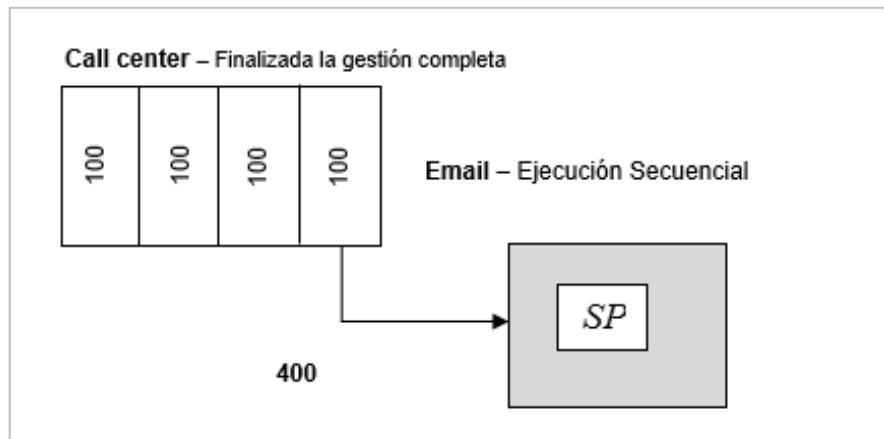 Call center – Finalizada la gestión completa
100
100
100
100
Email – Ejecución Secuencial
SP
400